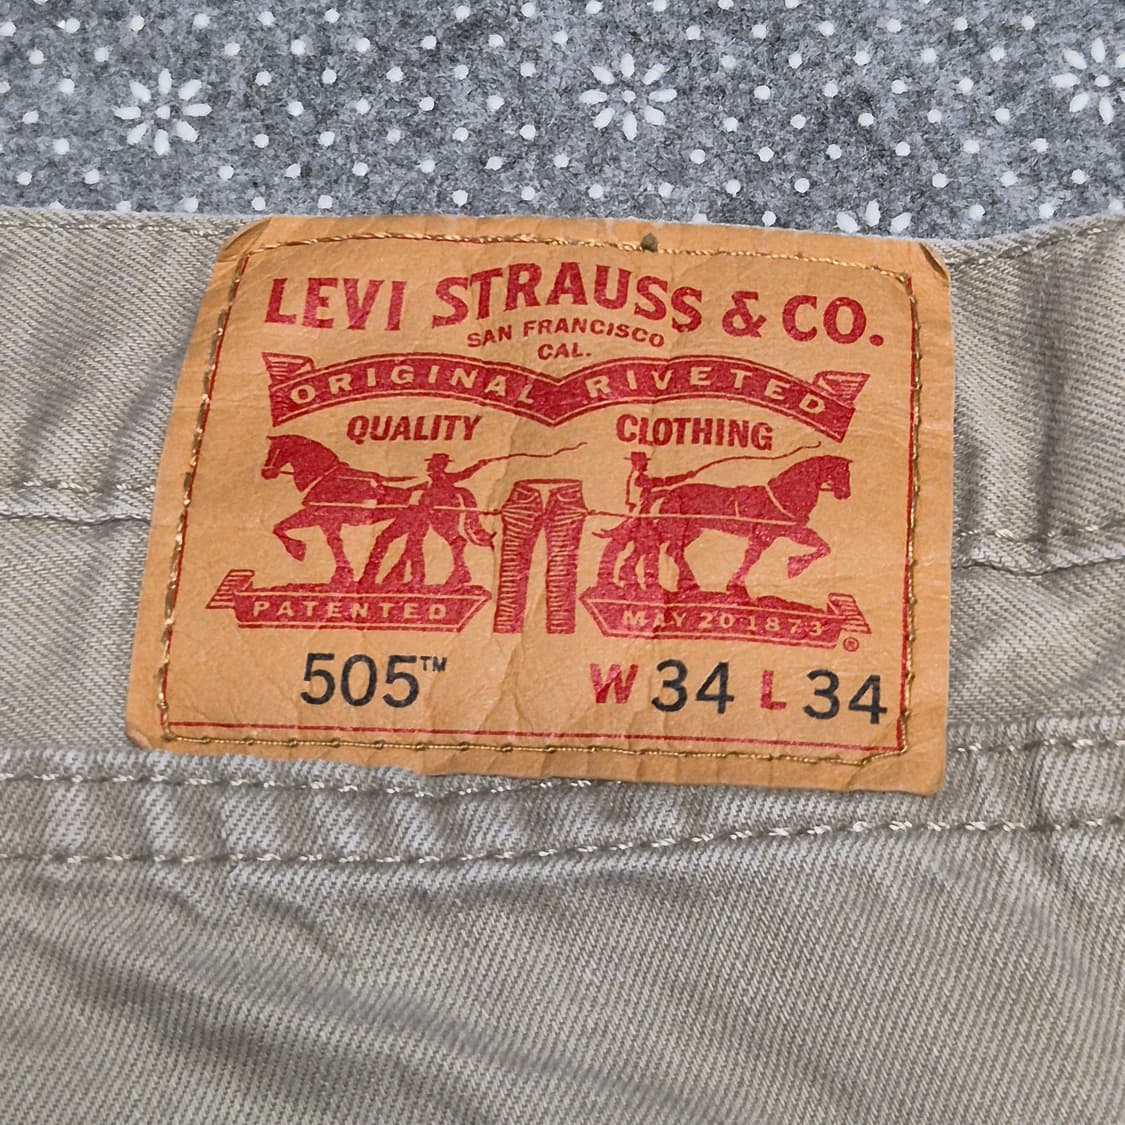 LEVI STRAUSS & CO.
SAN FRANCISCO
CAL.
ORIGINAL RIVETED
QUALITY CLOTHING
PATENTED MAY 20 1873 ®
505™ W 34 L 34